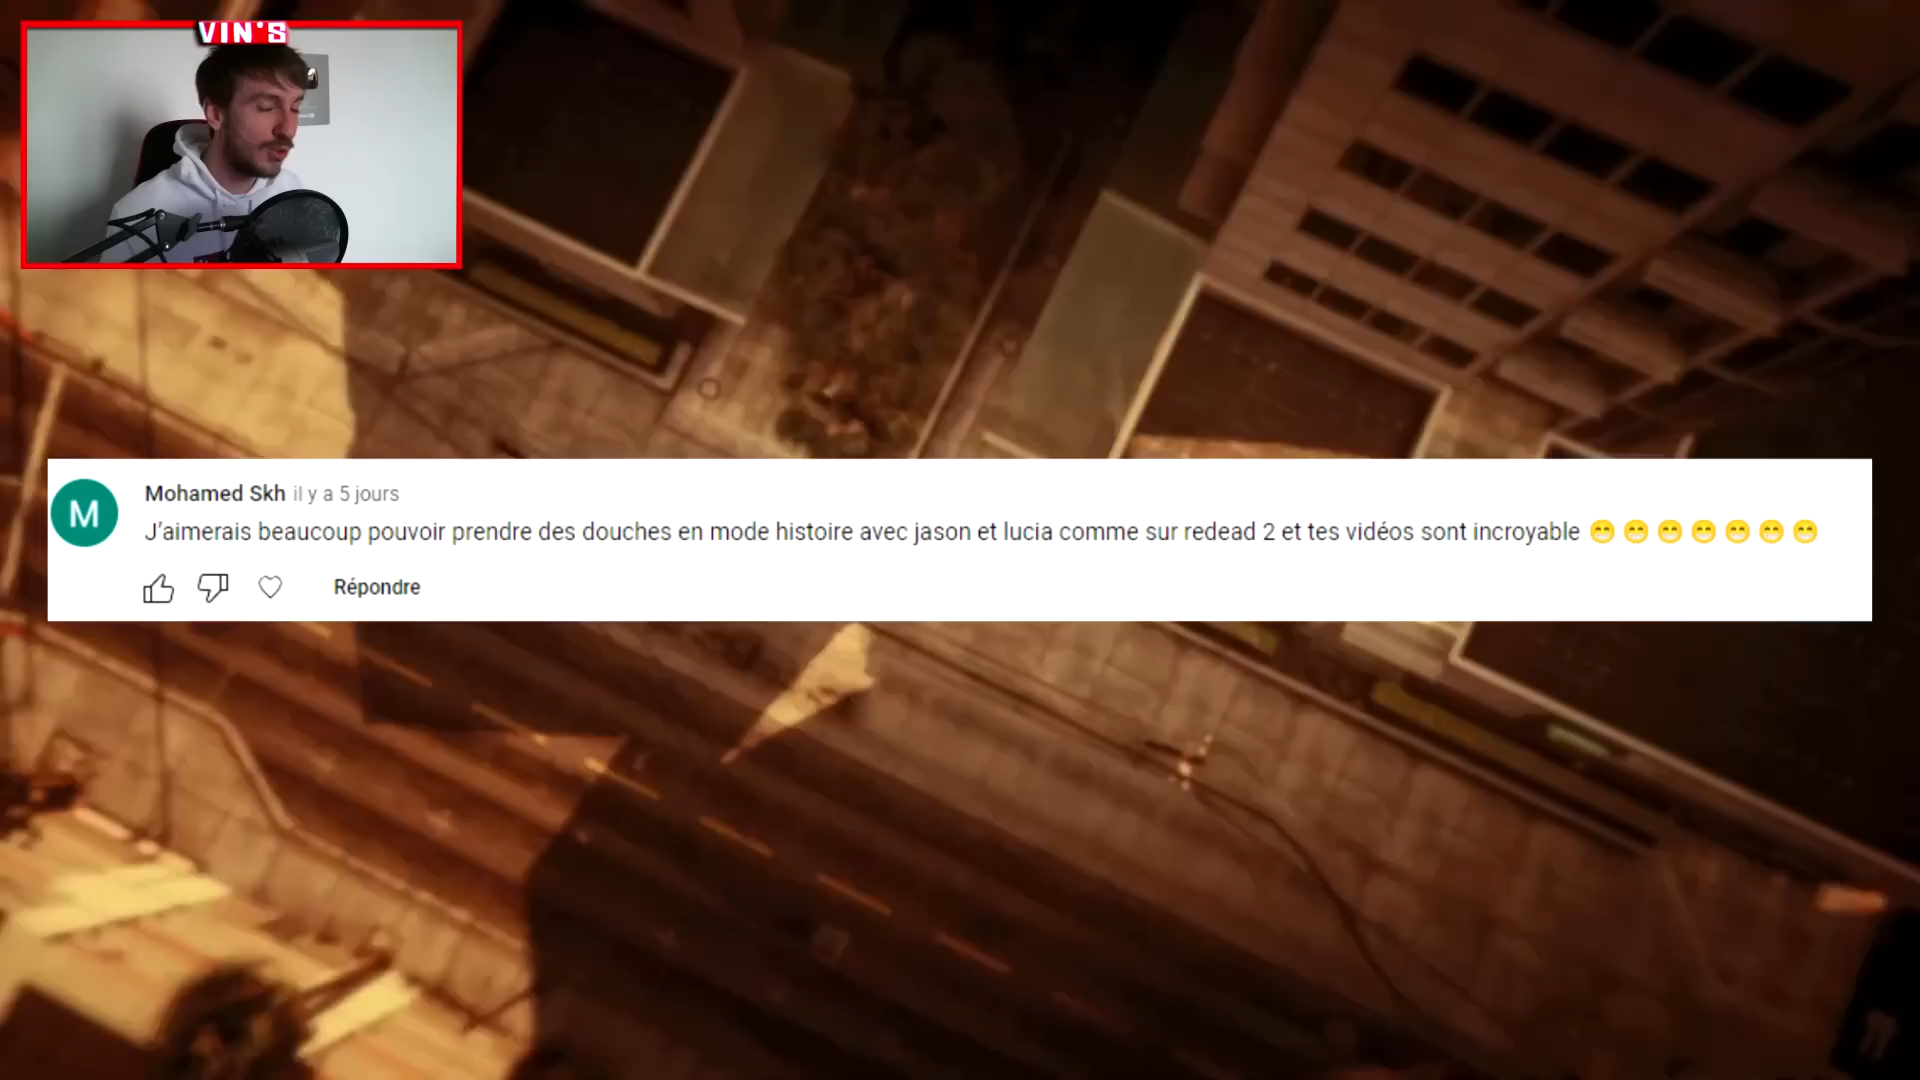 VIN'S
M
Mohamed Skh il y a 5 jours
J'aimerais beaucoup pouvoir prendre des douches en mode histoire avec jason et lucia comme sur redead 2 et tes vidéos sont incroyable 😁😁😁😁😁😁😁
Répondre